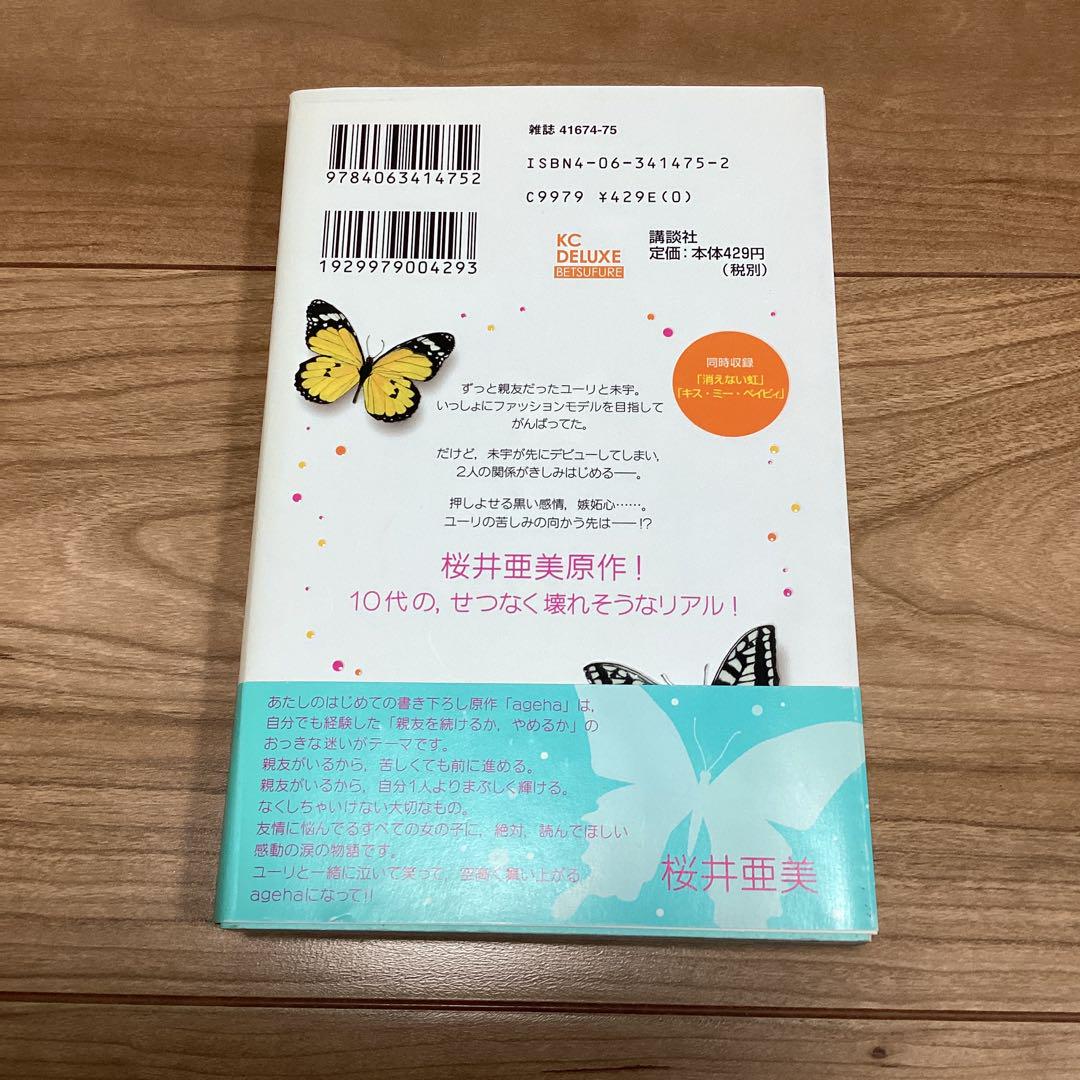 雑誌 41674-75
9784063414752
ISBN4-06-341475-2
C9979 ¥429E(0)
1929979004293
KC
DELUXE
BETSUFURE
講談社
定価：本体429円
（税別）
同時収録
「消えない虹」
「キス・ミー・ベイビィ」
ずっと親友だったユーリと未宇。
いっしょにファッションモデルを目指して
がんばってた。
だけど，未宇が先にデビューしてしまい，
2人の関係がきしみはじめる──。
押しよせる黒い感情，嫉妬心……。
ユーリの苦しみの向かう先は──!?
桜井亜美原作！
10代の，せつなく壊れそうなリアル！
あたしのはじめての書き下ろし原作「ageha」は，
自分でも経験した「親友を続けるか，やめるか」の
おっきな迷いがテーマです。
親友がいるから，苦しくても前に進める。
親友がいるから，自分1人よりまぶしく輝ける。
なくしちゃいけない大切なもの。
友情に悩んでるすべての女の子に，絶対，読んでほしい
感動の涙の物語です。
ユーリと一緒に泣いて笑って，空高く舞い上がる
agehaになって!!
桜井亜美